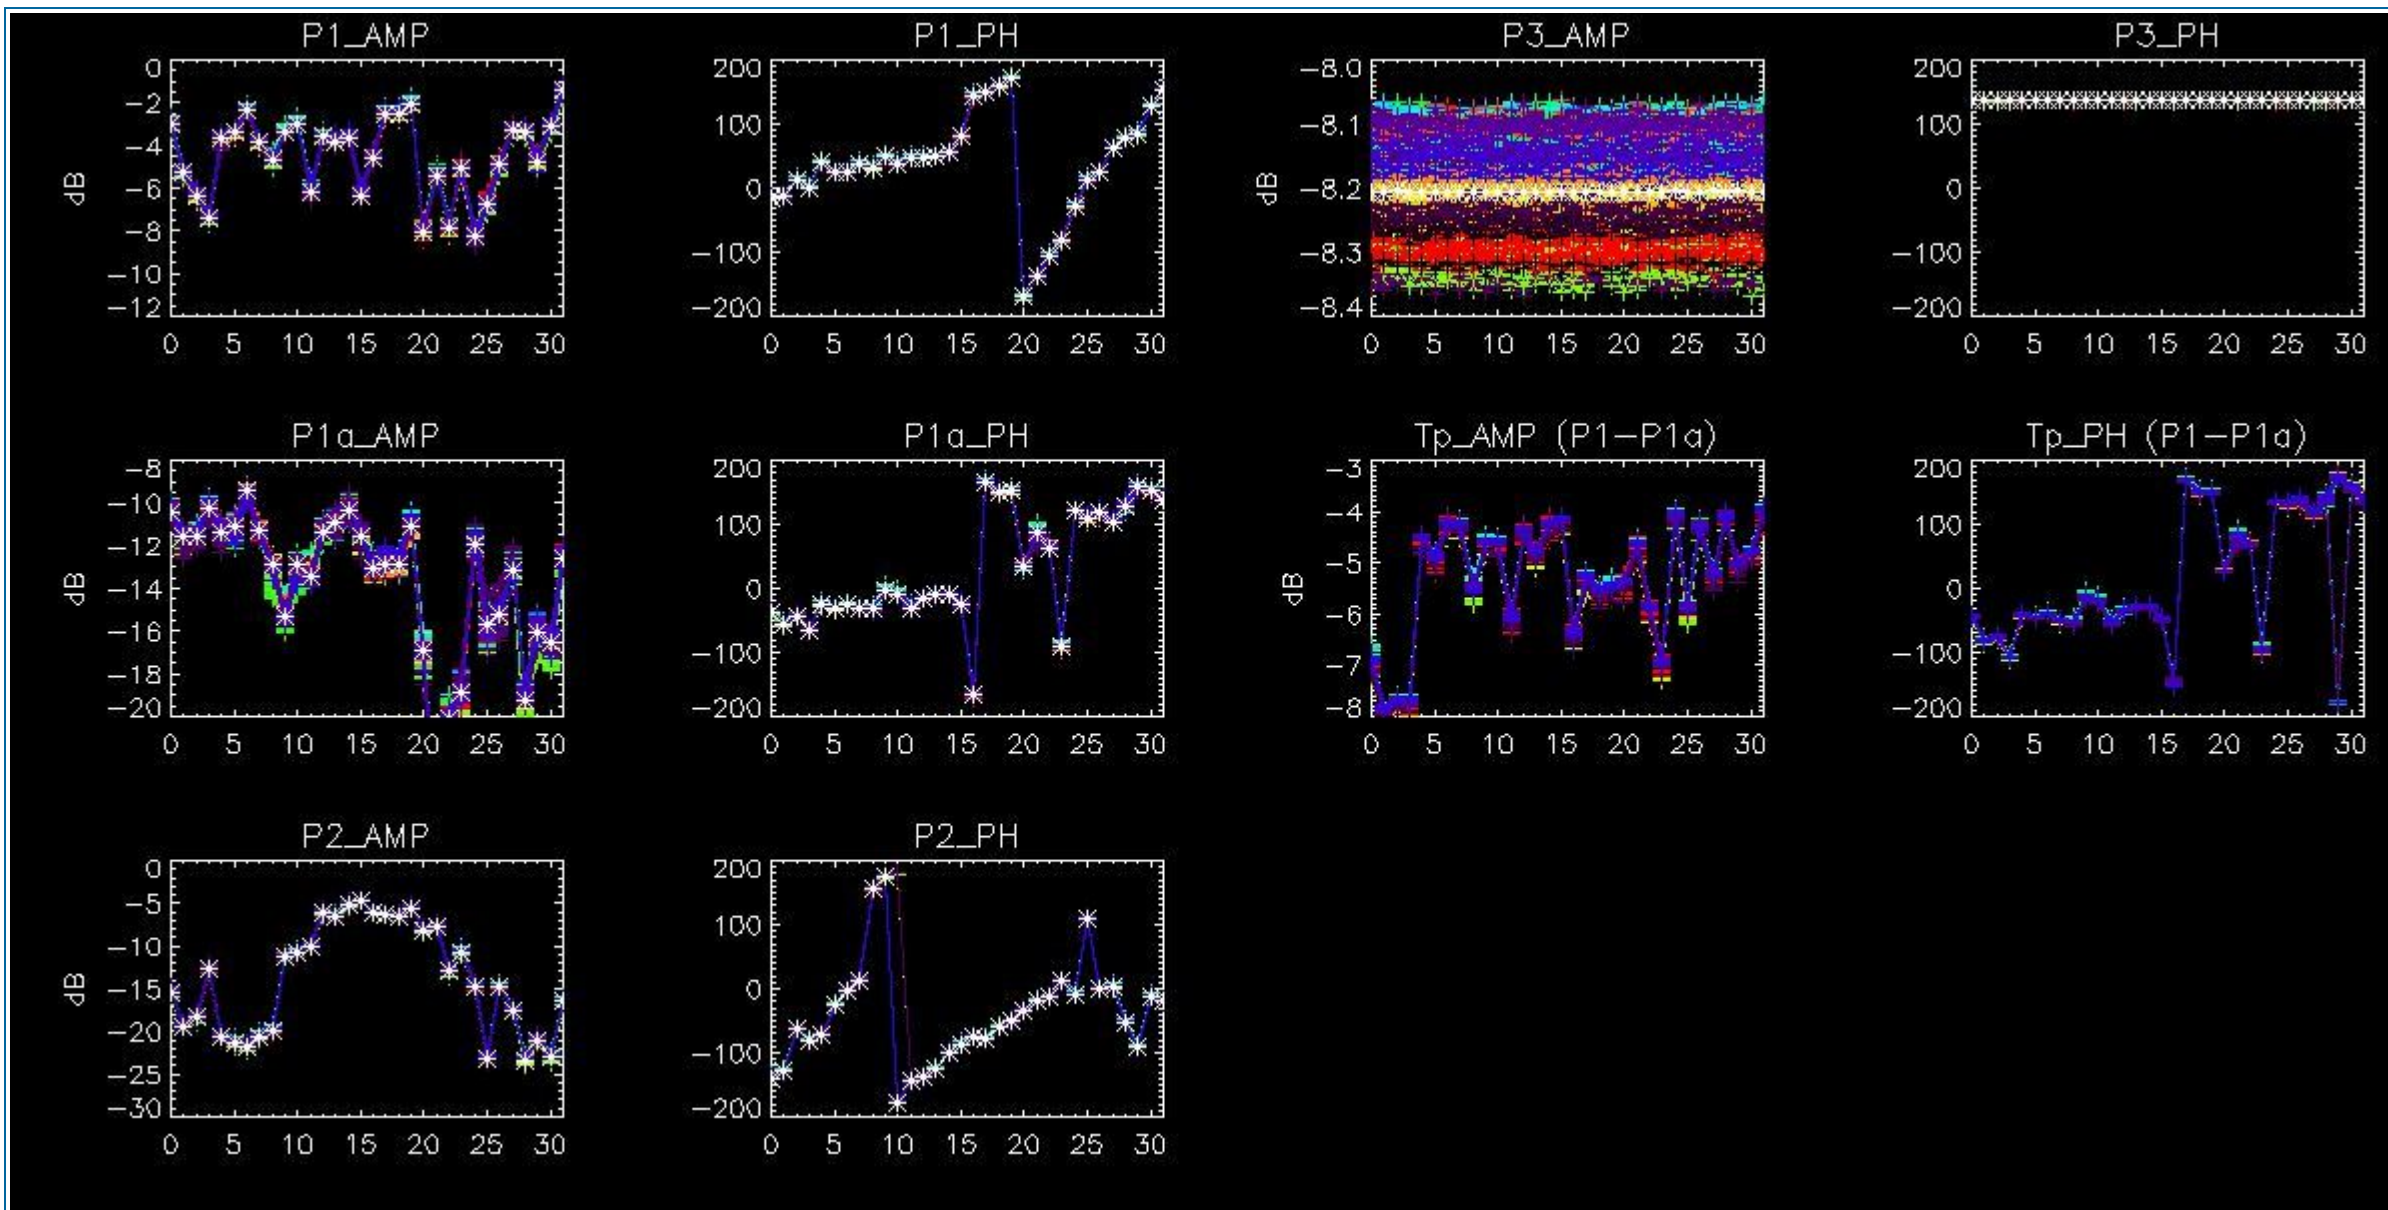 P1_AMP P1_PH P3_AMP P3_PH
0 200 −8.0 200
−2 100 −8.1 100
−4 0 −8.2 0
−6 −100 −8.3 −100
−8 −200 −8.4 −200
−10
−12
dB dB
0 5 10 15 20 25 30 0 5 10 15 20 25 30 0 5 10 15 20 25 30 0 5 10 15 20 25 30
P1a_AMP P1a_PH Tp_AMP (P1−P1a) Tp_PH (P1−P1a)
−8 200 −3 200
−10 100 −4 100
−12 0 −5 0
−14 −100 −6 −100
−16 −200 −7 −200
−18 −8
−20
dB dB
0 5 10 15 20 25 30 0 5 10 15 20 25 30 0 5 10 15 20 25 30 0 5 10 15 20 25 30
P2_AMP P2_PH
0 200
−5 100
−10 0
−15 −100
−20 −200
−25
−30
dB
0 5 10 15 20 25 30 0 5 10 15 20 25 30